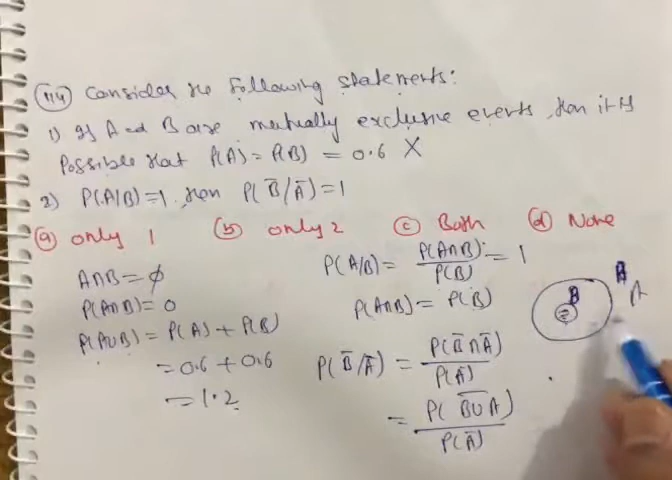 114 Consider the following statements:
1) If A and B are mutually exclusive events, then it is
possible that P(A) = P(B) = 0.6 X
2) P(A/B)=1, then P(B̅/A̅)=1
(a) only 1 (b) only 2 (c) Both (d) None
A∩B=ϕ
P(A∩B)=0
P(A∪B)= P(A) + P(B)
=0.6 + 0.6
= 1.2
P(A/B)= P(A∩B)/P(B) = 1
P(A∩B)= P(B)
P(B̅/A̅) = P(B̅∩A̅)/P(A̅)
= P(\overline{B∪A})/P(A̅)
B
A